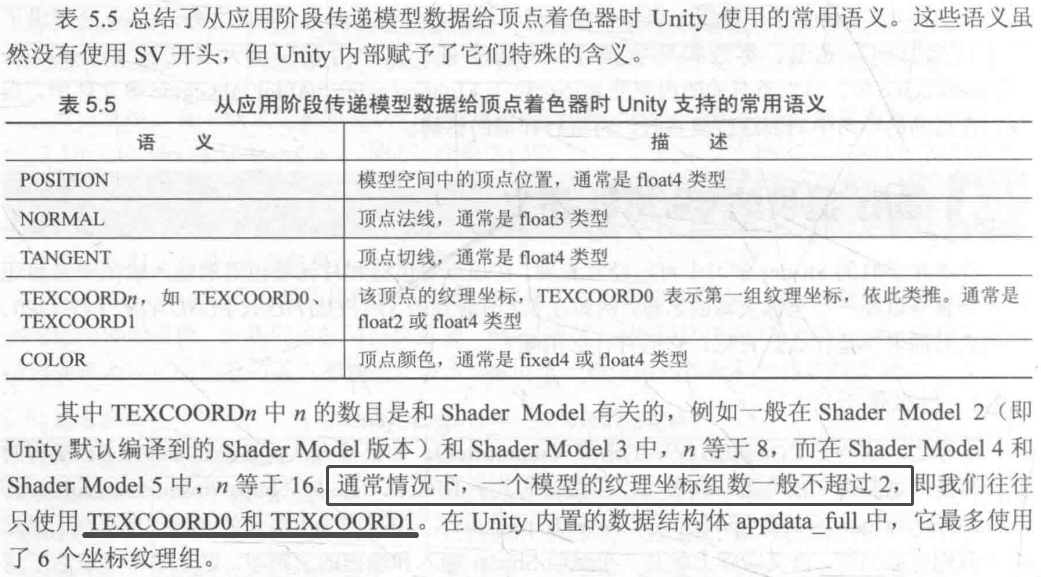 表 5.5 总结了从应用阶段传递模型数据给顶点着色器时 Unity 使用的常用语义。这些语义虽
然没有使用 SV 开头，但 Unity 内部赋予了它们特殊的含义。
表 5.5 从应用阶段传递模型数据给顶点着色器时 Unity 支持的常用语义
语 义 描 述
POSITION 模型空间中的顶点位置，通常是 float4 类型
NORMAL 顶点法线，通常是 float3 类型
TANGENT 顶点切线，通常是 float4 类型
TEXCOORDn，如 TEXCOORD0、 该顶点的纹理坐标，TEXCOORD0 表示第一组纹理坐标，依此类推。通常是
TEXCOORD1 float2 或 float4 类型
COLOR 顶点颜色，通常是 fixed4 或 float4 类型
其中 TEXCOORDn 中 n 的数目是和 Shader Model 有关的，例如一般在 Shader Model 2（即
Unity 默认编译到的 Shader Model 版本）和 Shader Model 3 中，n 等于 8，而在 Shader Model 4 和
Shader Model 5 中，n 等于 16。通常情况下，一个模型的纹理坐标组数一般不超过 2，即我们往往
只使用 TEXCOORD0 和 TEXCOORD1。在 Unity 内置的数据结构体 appdata_full 中，它最多使用
了 6 个坐标纹理组。